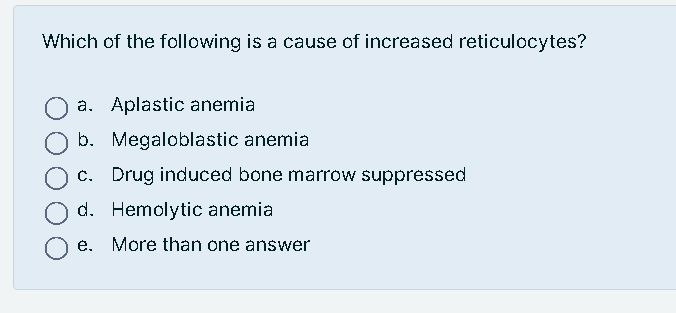 Which of the following is a cause of increased reticulocytes?
a. Aplastic anemia
b. Megaloblastic anemia
c. Drug induced bone marrow suppressed
d. Hemolytic anemia
e. More than one answer